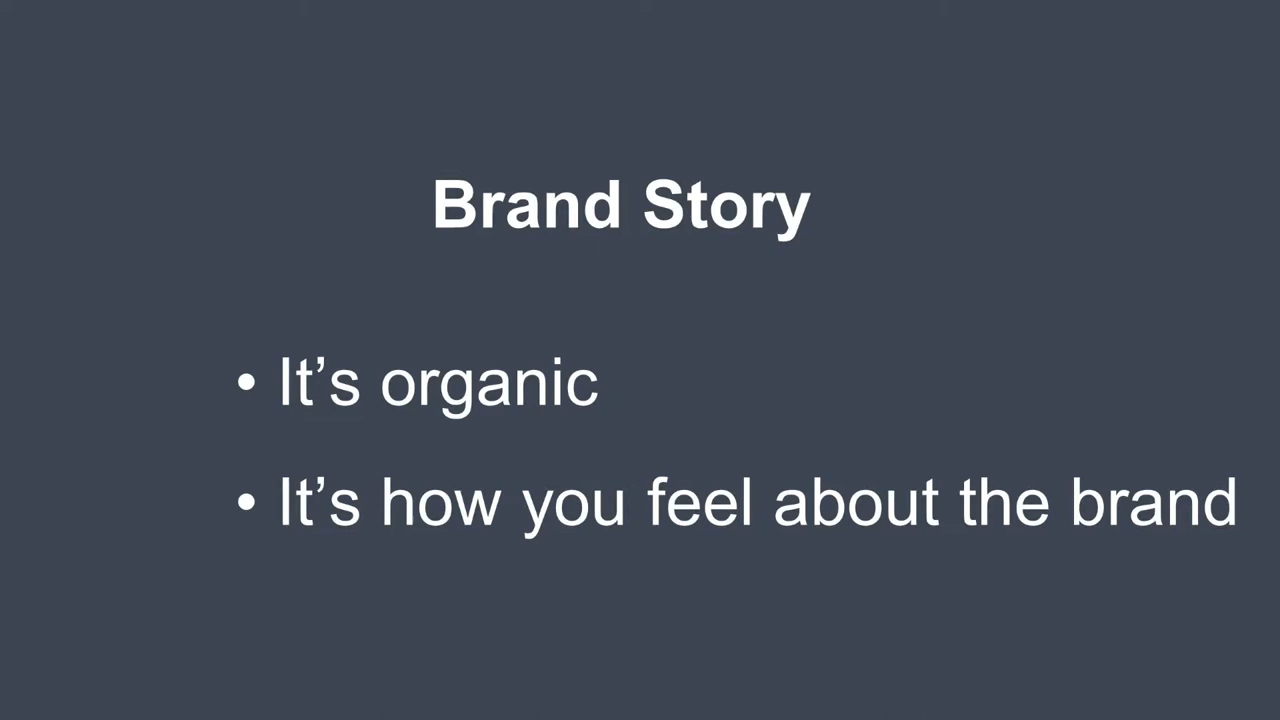 Brand Story
• It’s organic
• It’s how you feel about the brand